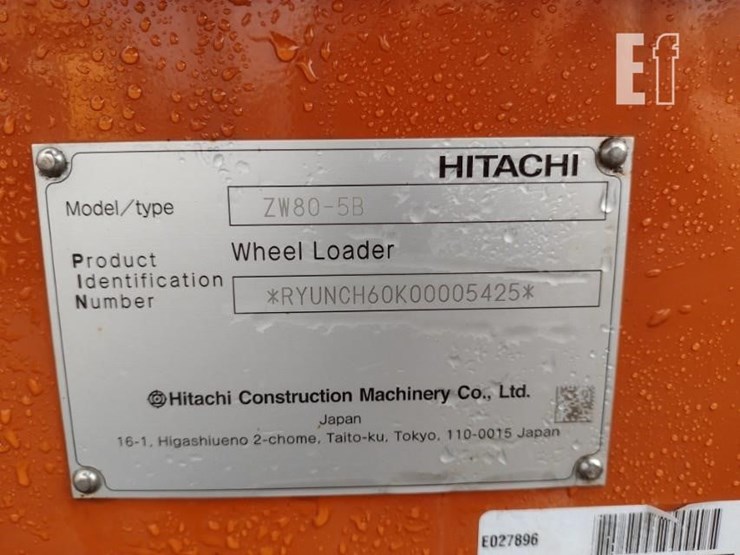 Ef
HITACHI
Model/type ZW80-5B
Wheel Loader
Product
Identification
Number
*RYUNCH60K00005425*
Hitachi Construction Machinery Co., Ltd.
Japan
16-1, Higashiueno 2-chome, Taito-ku, Tokyo, 110-0015 Japan
E027896